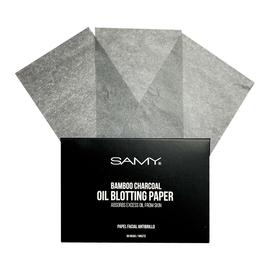 SAMY.
BAMBOO CHARCOAL
OIL BLOTTING PAPER
ABSORBS EXCESS OIL FROM SKIN
PAPEL FACIAL ANTIBRILLO